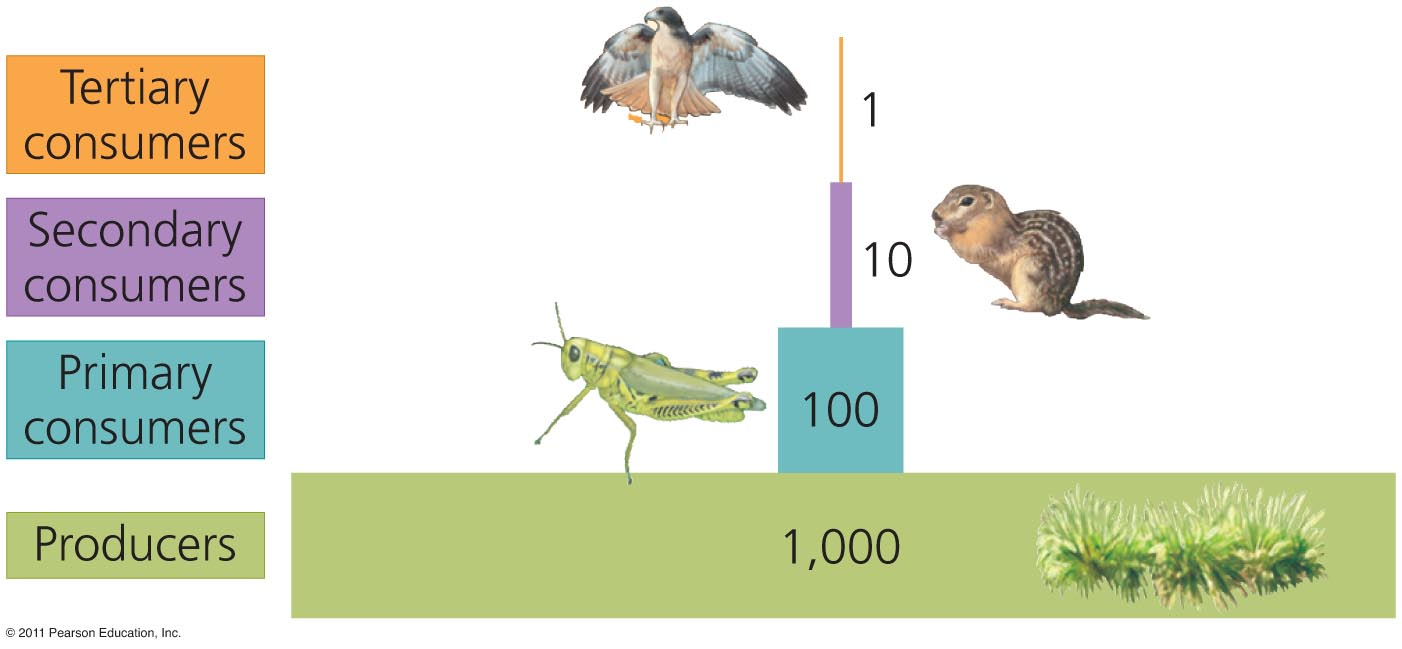 Tertiary
consumers
1
Secondary
consumers
10
Primary
consumers
100
Producers
1,000
© 2011 Pearson Education, Inc.